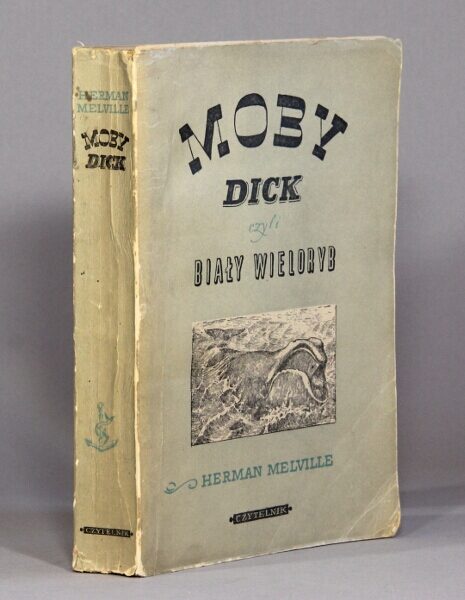 HERMAN
MELVILLE
MOBY
DICK
CZYTELNIK
MOBY
DICK
czyli
BIAŁY WIELORYB
HERMAN MELVILLE
CZYTELNIK